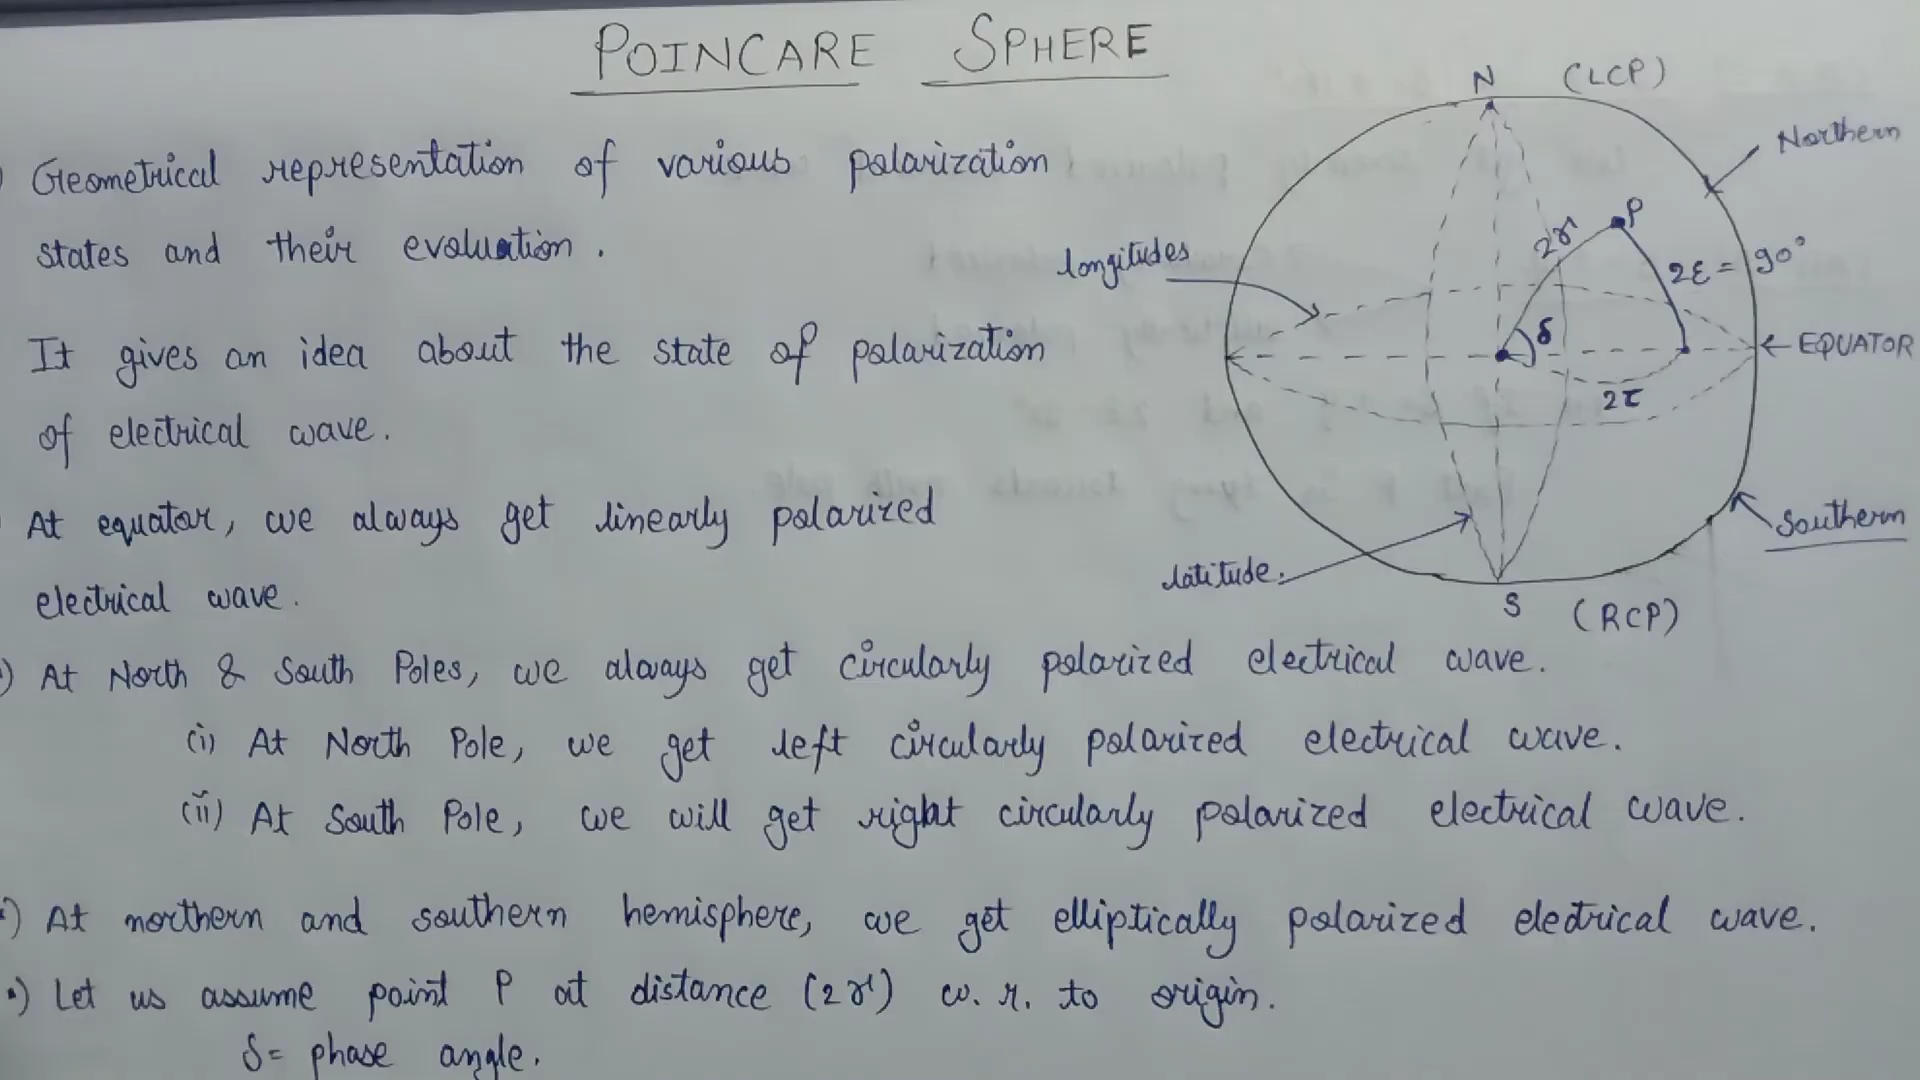 POINCARE SPHERE
N (LCP)
Northern
Geometrical representation of various polarization
states and their evaluation.
longitudes
P
2γ
2ε = 90°
δ
It gives an idea about the state of polarization
← EQUATOR
2τ
of electrical wave.
At equator, we always get linearly polarized
Southern
latitude.
electrical wave.
S (RCP)
) At North & South Poles, we always get circularly polarized electrical wave.
(i) At North Pole, we get left circularly polarized electrical wave.
(ii) At South Pole, we will get right circularly polarized electrical wave.
) At northern and southern hemisphere, we get elliptically polarized electrical wave.
•) Let us assume point P at distance (2γ) w.r. to origin.
δ= phase angle.